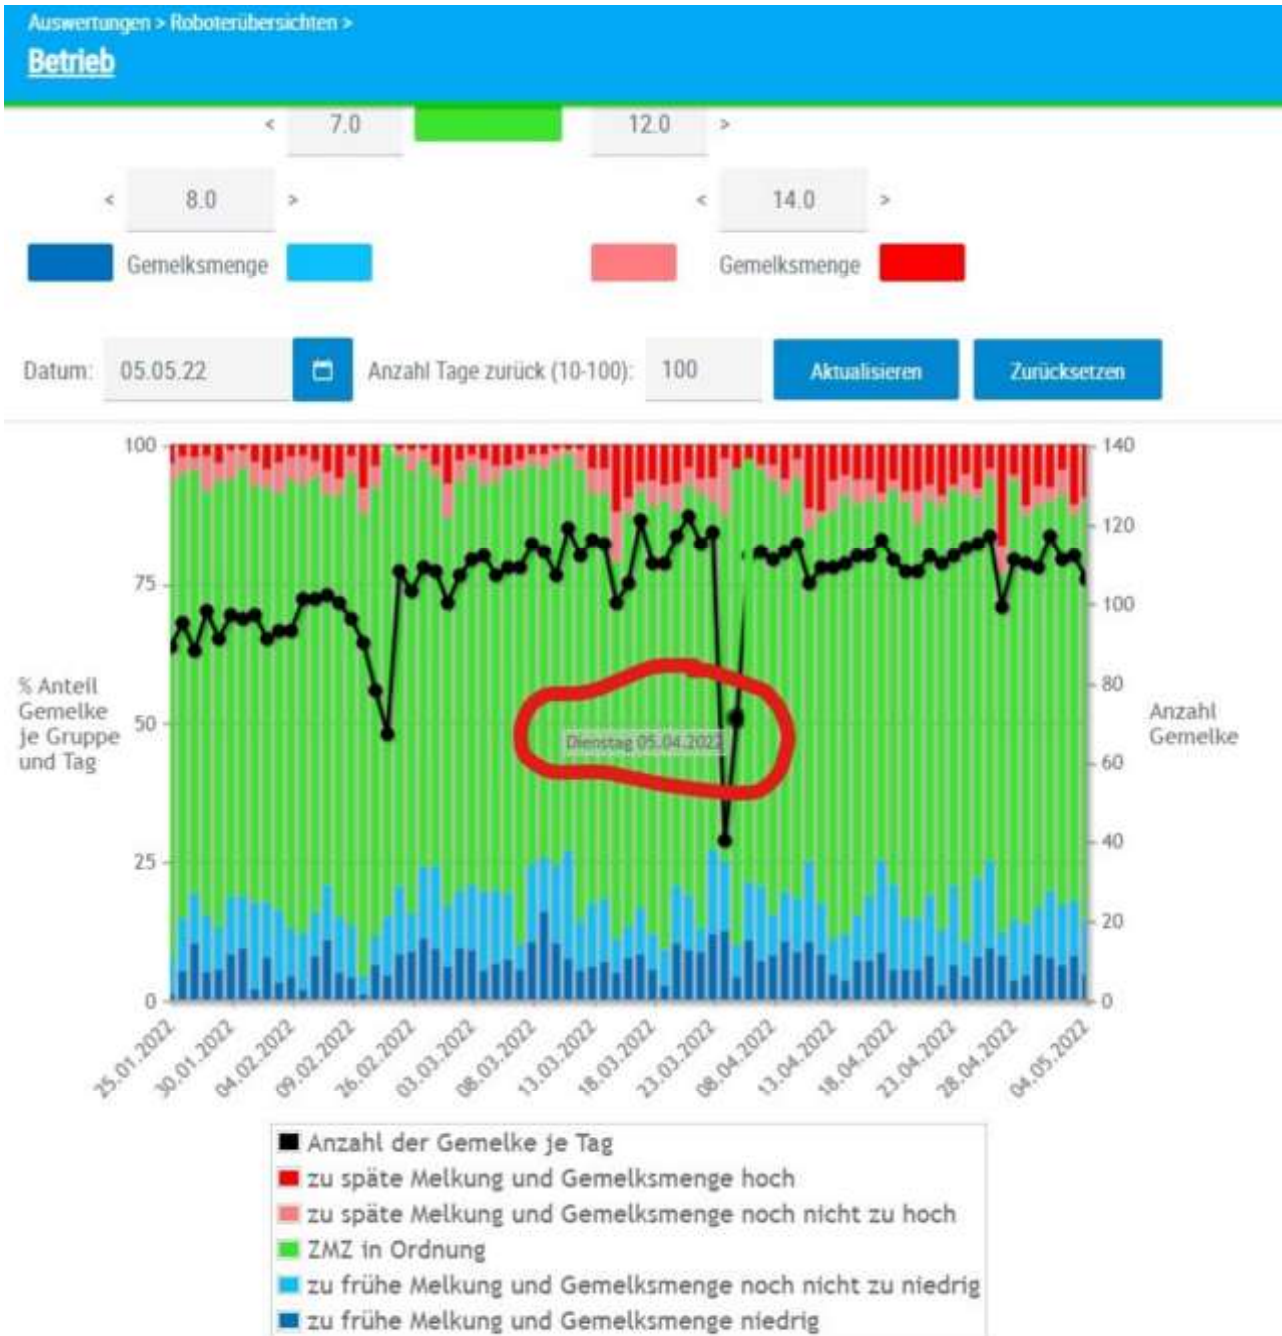 Auswertungen > Roboterübersichten >
Betrieb
< 7.0 12.0 >
< 8.0 > < 14.0 >
Gemelksmenge Gemelksmenge
Datum: 05.05.22 Anzahl Tage zurück (10-100): 100 Aktualisieren Zurücksetzen
100 140
120
75
100
% Anteil
Gemelke
je Gruppe
und Tag
80
Anzahl
Gemelke
50
Dienstag 05.04.2022
60
40
25
20
0 0
25.01.2022 30.01.2022 04.02.2022 09.02.2022 26.02.2022 03.03.2022 08.03.2022 13.03.2022 18.03.2022 23.03.2022 08.04.2022 13.04.2022 18.04.2022 23.04.2022 28.04.2022 04.05.2022
Anzahl der Gemelke je Tag
zu späte Melkung und Gemelksmenge hoch
zu späte Melkung und Gemelksmenge noch nicht zu hoch
ZMZ in Ordnung
zu frühe Melkung und Gemelksmenge noch nicht zu niedrig
zu frühe Melkung und Gemelksmenge niedrig